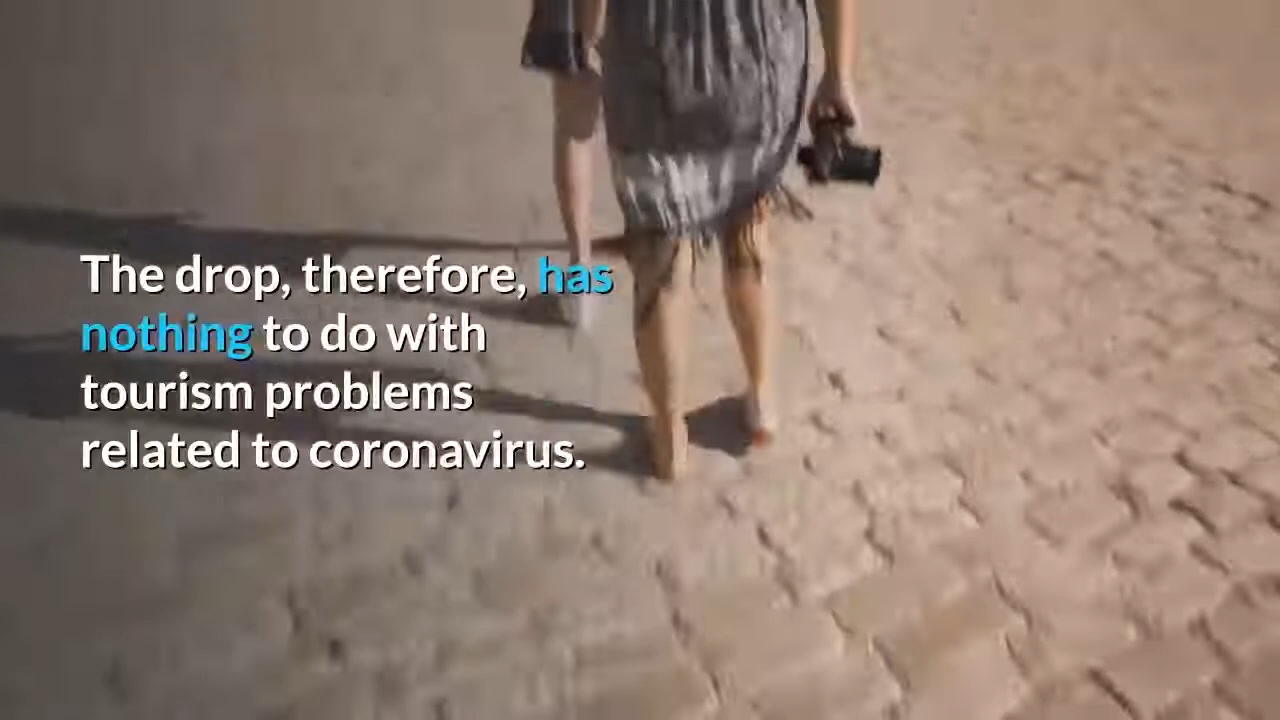 The drop, therefore, has
nothing to do with
tourism problems
related to coronavirus.